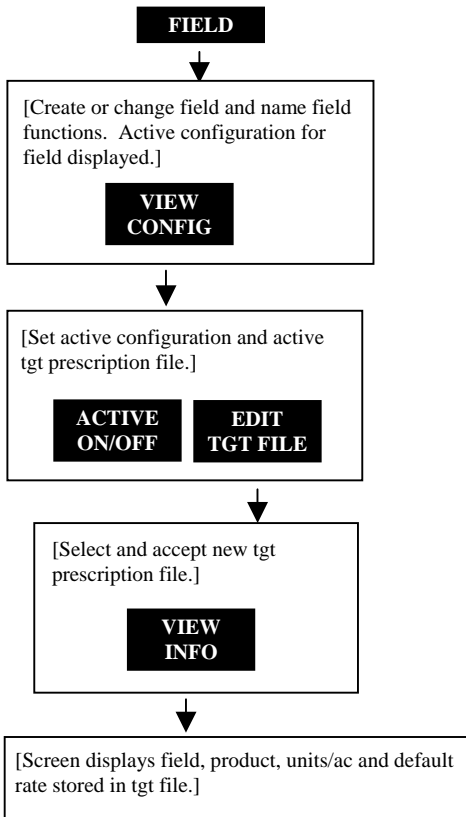 FIELD
[Create or change field and name field
functions.  Active configuration for
field displayed.]
VIEW
CONFIG
[Set active configuration and active
tgt prescription file.]
ACTIVE
ON/OFF
EDIT
TGT FILE
[Select and accept new tgt
prescription file.]
VIEW
INFO
[Screen displays field, product, units/ac and default
rate stored in tgt file.]